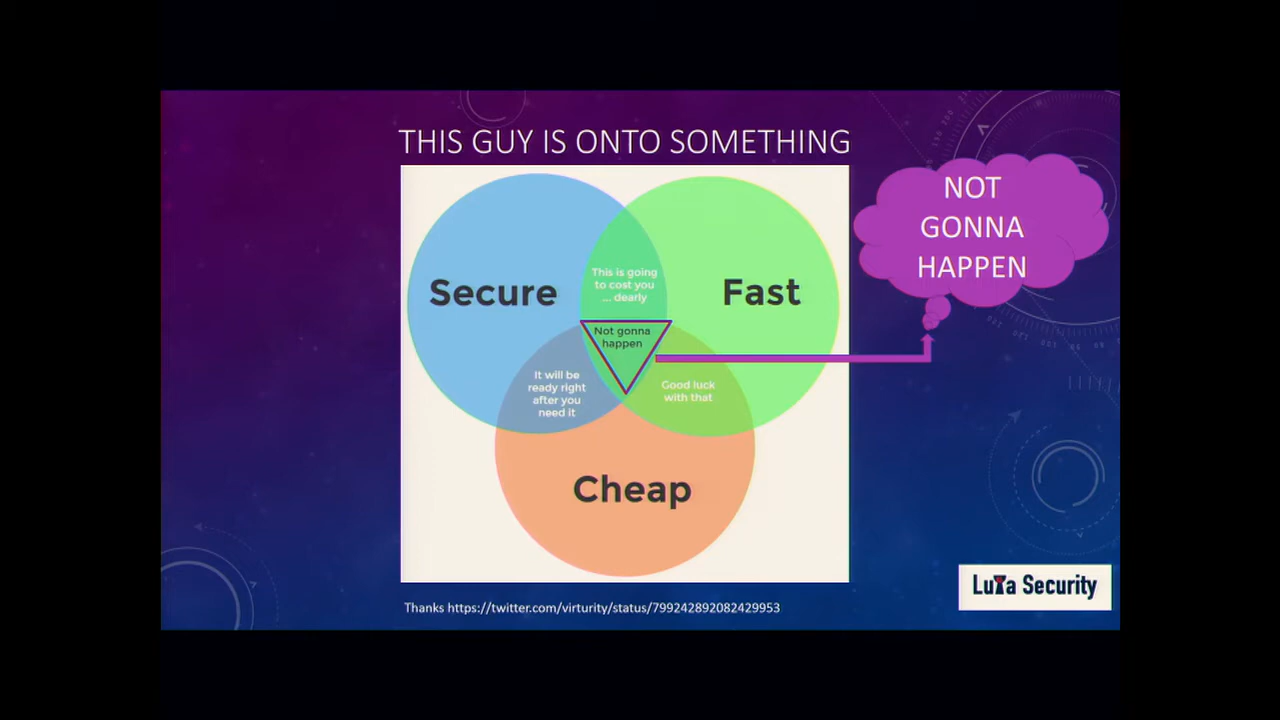 THIS GUY IS ONTO SOMETHING
NOT
GONNA
HAPPEN
Secure
This is going
to cost you
... dearly
Fast
Not gonna
happen
It will be
ready right
after you
need it
Good luck
with that
Cheap
LuTa Security
Thanks https://twitter.com/virturity/status/799242892082429953